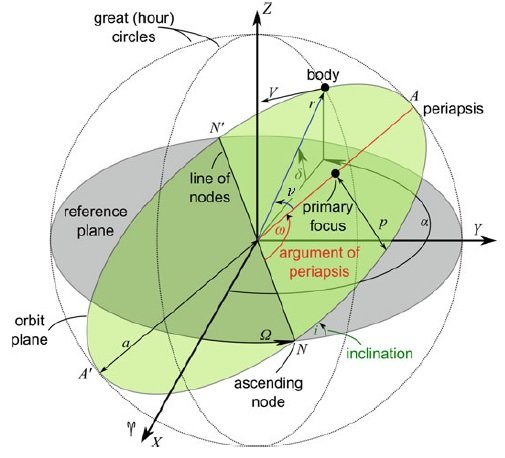 great (hour)
circles
Z
body
V
r
A
periapsis
N'
line of
nodes
δ
ν
reference
plane
primary
focus
p
α
Y
ω
argument of
periapsis
orbit
plane
a
Ω
i
N
inclination
A'
ascending
node
♈
X